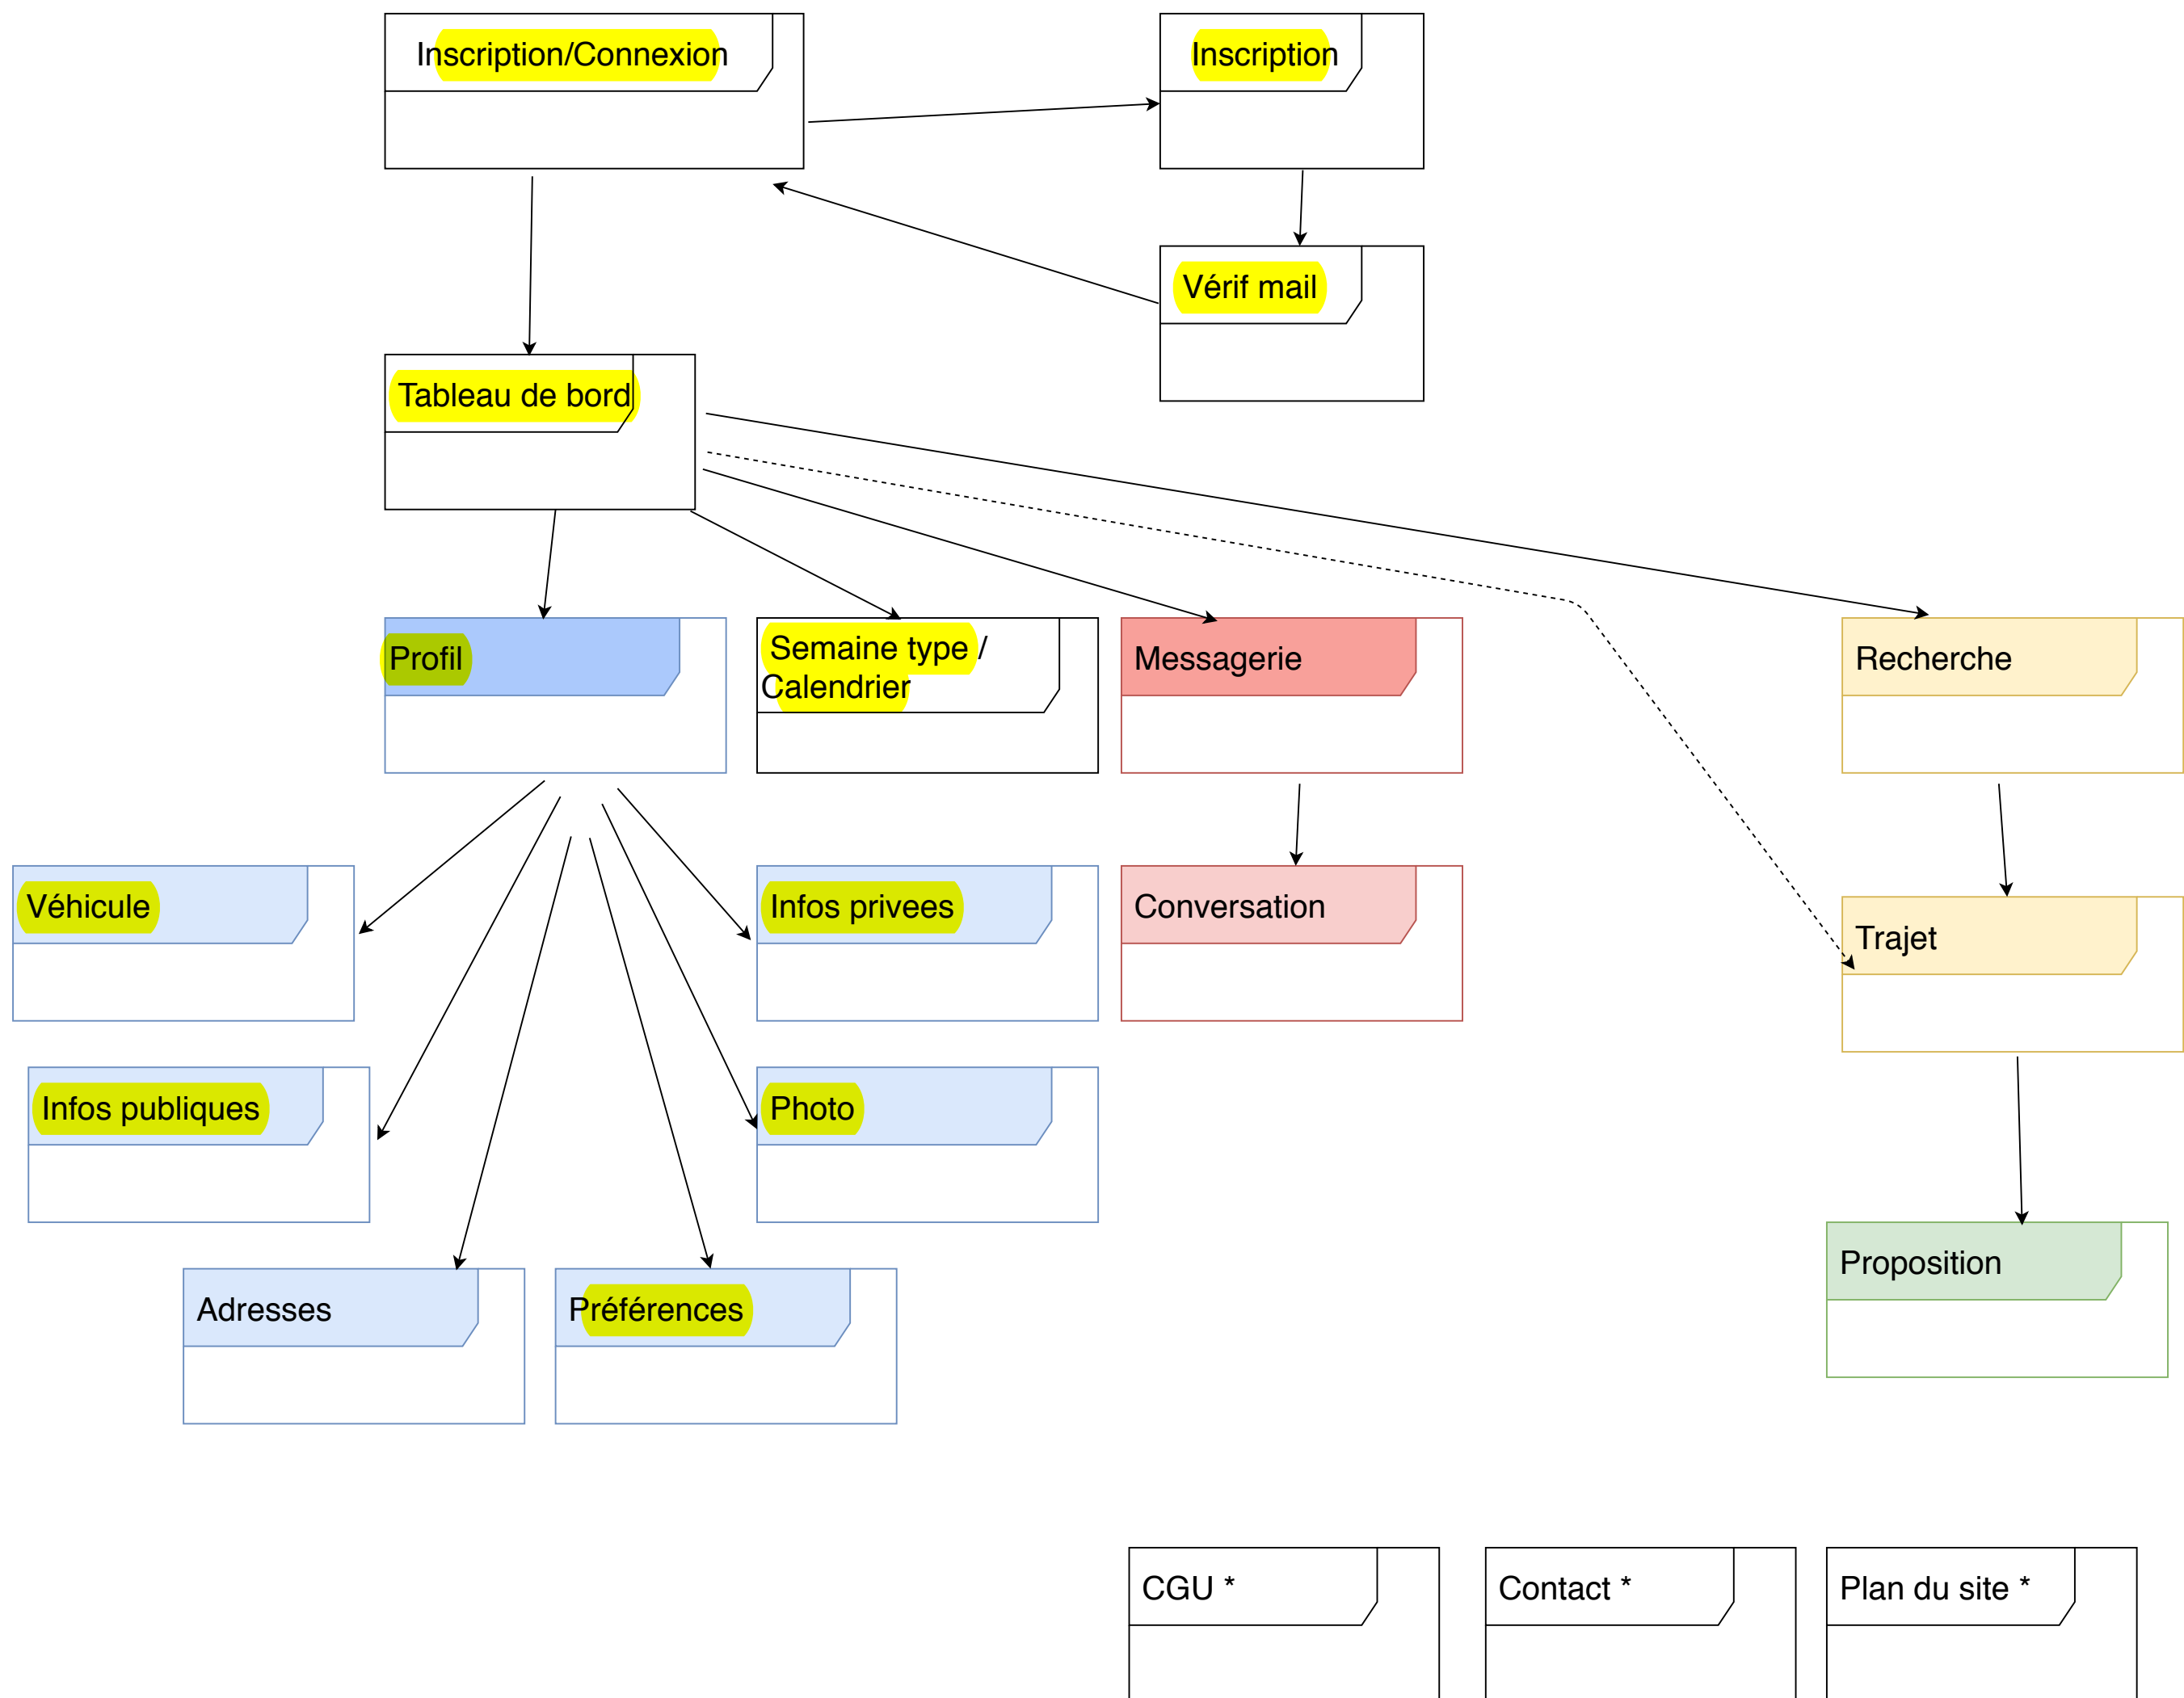 Inscription/Connexion
Inscription
Vérif mail
Tableau de bord
Profil
Semaine type /
Calendrier
Messagerie
Recherche
Véhicule
Infos privees
Conversation
Trajet
Infos publiques
Photo
Proposition
Adresses
Préférences
CGU *
Contact *
Plan du site *